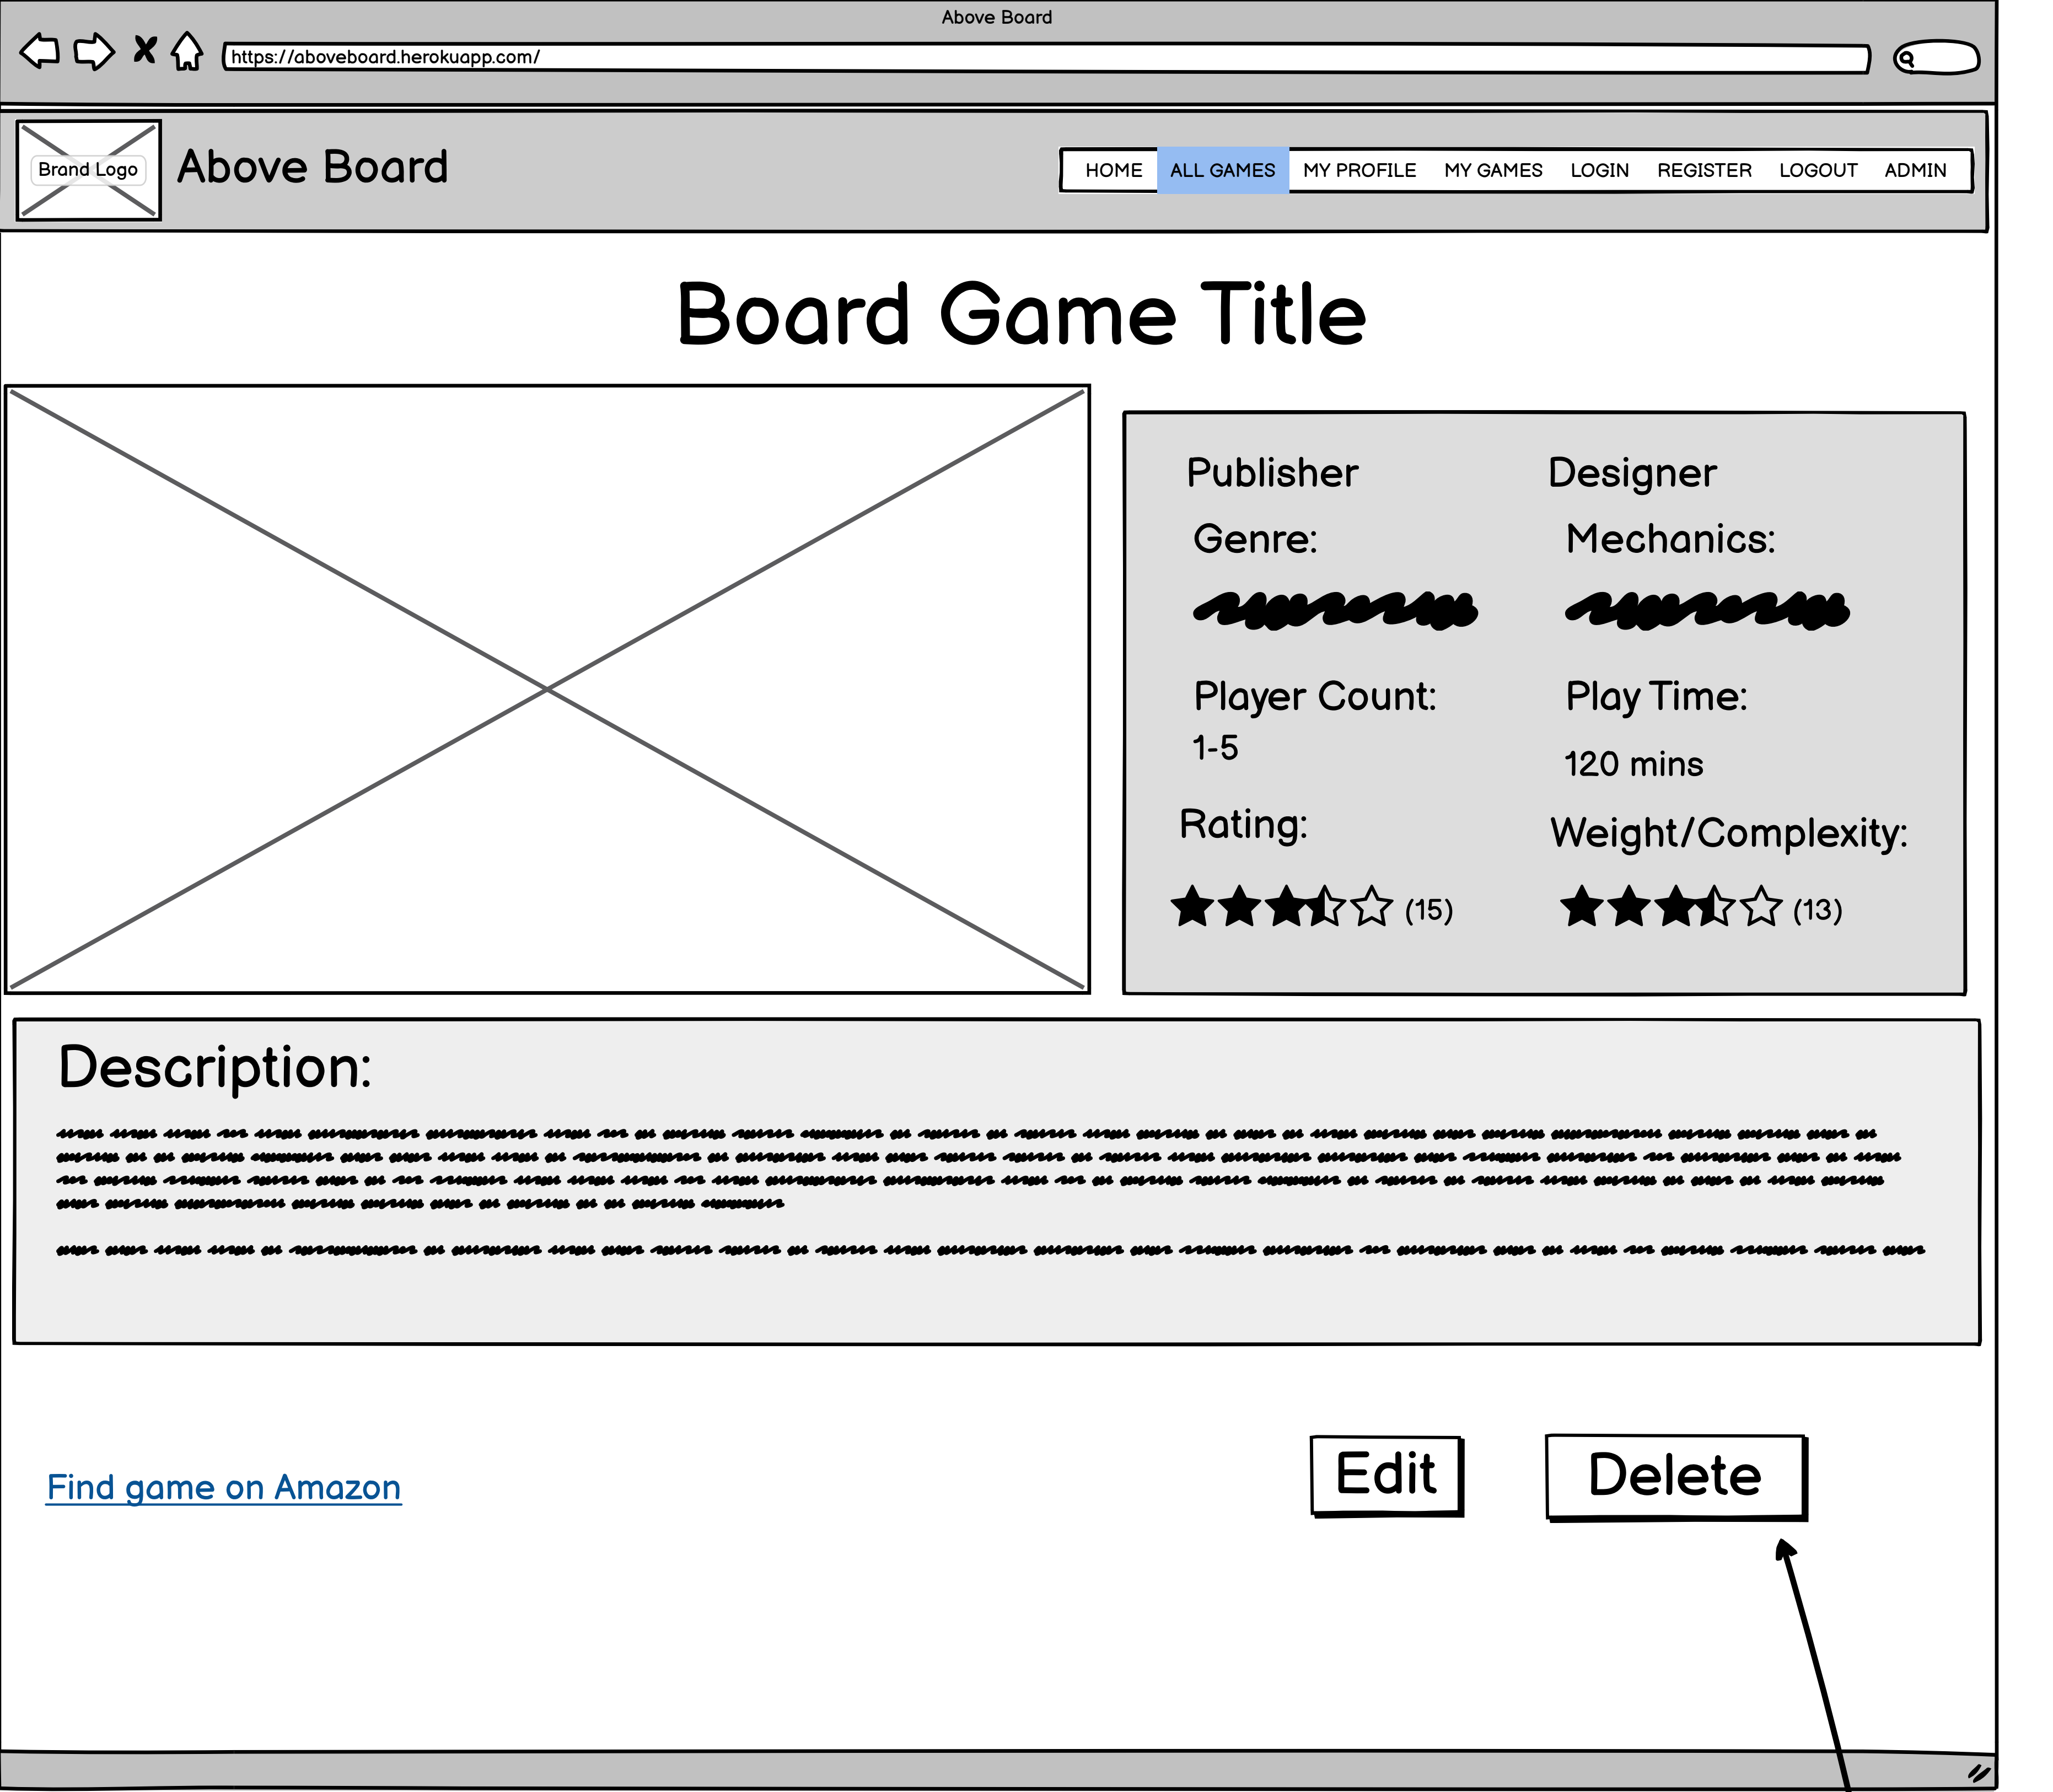 Above Board
https://aboveboard.herokuapp.com/
Brand Logo
Above Board
HOME ALL GAMES MY PROFILE MY GAMES LOGIN REGISTER LOGOUT ADMIN
Board Game Title
Publisher Designer
Genre: Mechanics:
Player Count: Play Time:
1-5 120 mins
Rating: Weight/Complexity:
(15) (13)
Description:
Find game on Amazon
Edit Delete